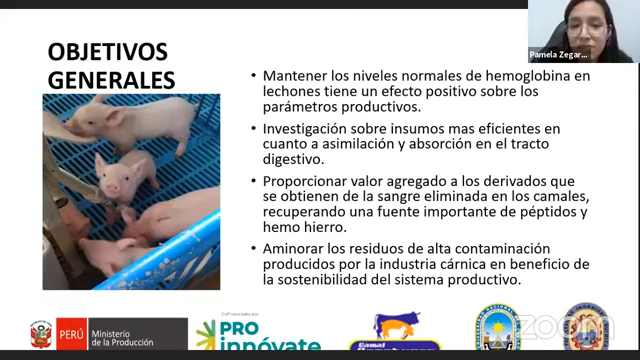 OBJETIVOS
GENERALES
Pamela Zegar...
• Mantener los niveles normales de hemoglobina en
lechones tiene un efecto positivo sobre los
parámetros productivos.
• Investigación sobre insumos mas eficientes en
cuanto a asimilación y absorción en el tracto
digestivo.
• Proporcionar valor agregado a los derivados que
se obtienen de la sangre eliminada en los camales,
recuperando una fuente importante de péptidos y
hemo hierro.
• Aminorar los residuos de alta contaminación
producidos por la industria cárnica en beneficio de
la sostenibilidad del sistema productivo.
PERÚ
Ministerio
de la Producción
Cofinanciado por:
PRO
innóvate
Camal
zoom